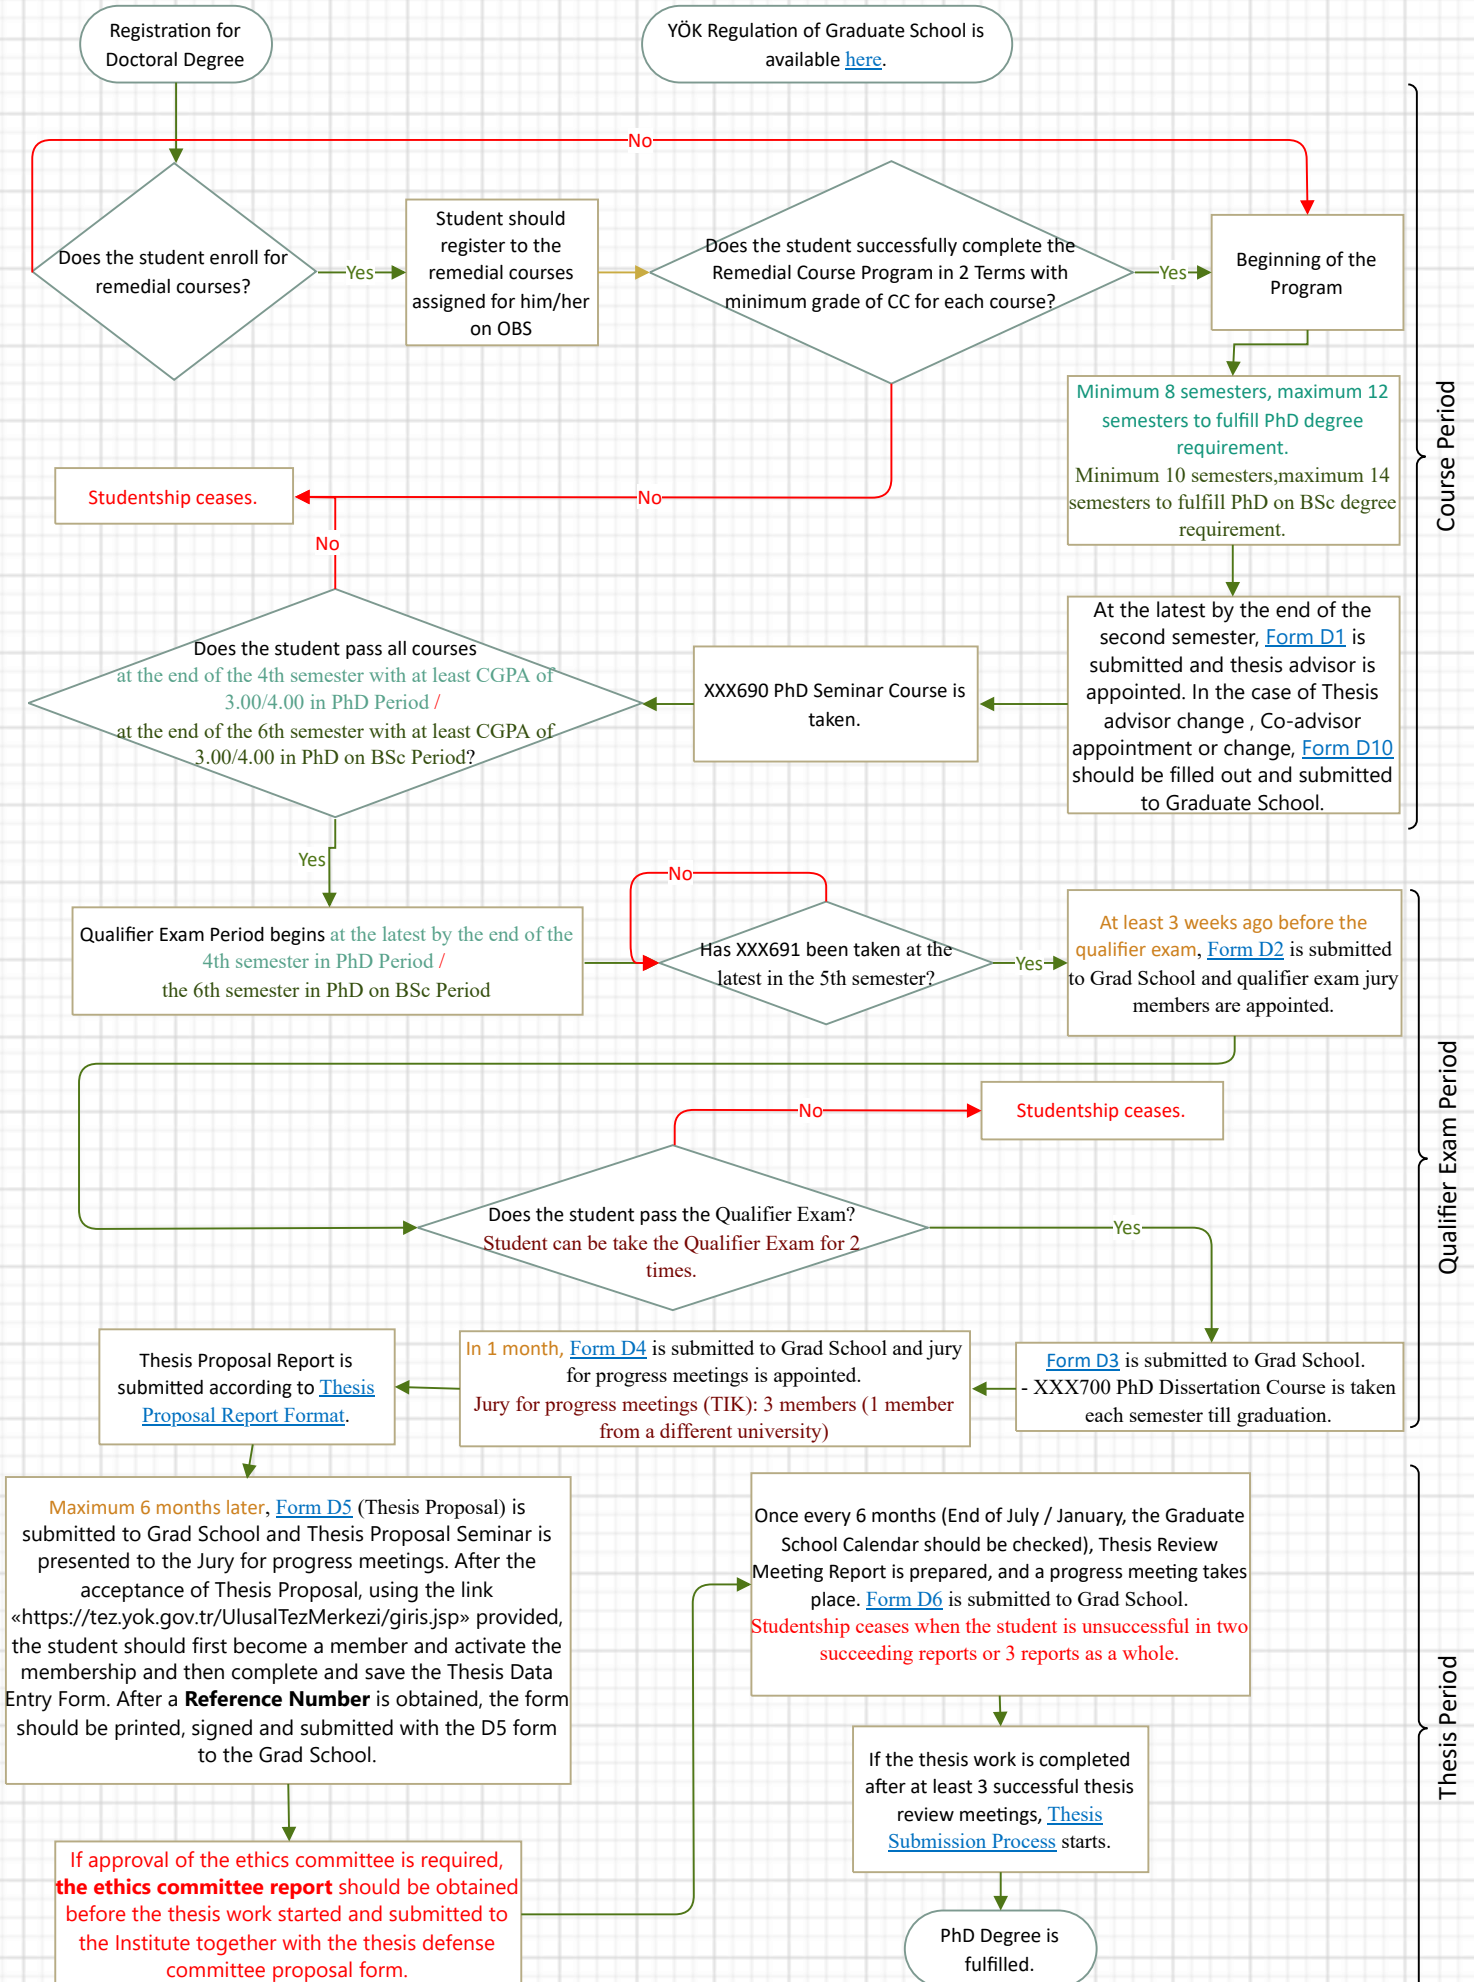 Registration for
Doctoral Degree
YÖK Regulation of Graduate School is
available here.
No
Does the student enroll for
remedial courses?
Yes
Student should
register to the
remedial courses
assigned for him/her
on OBS
Does the student successfully complete the
Remedial Course Program in 2 Terms with
minimum grade of CC for each course?
Yes
Beginning of the
Program
Minimum 8 semesters, maximum 12
semesters to fulfill PhD degree
requirement.
Minimum 10 semesters,maximum 14
semesters to fulfill PhD on BSc degree
requirement.
Course Period
Studentship ceases.
No
No
At the latest by the end of the
second semester, Form D1 is
submitted and thesis advisor is
appointed. In the case of Thesis
advisor change , Co-advisor
appointment or change, Form D10
should be filled out and submitted
to Graduate School.
XXX690 PhD Seminar Course is
taken.
Does the student pass all courses
at the end of the 4th semester with at least CGPA of
3.00/4.00 in PhD Period /
at the end of the 6th semester with at least CGPA of
3.00/4.00 in PhD on BSc Period?
Yes
Qualifier Exam Period begins at the latest by the end of the
4th semester in PhD Period /
the 6th semester in PhD on BSc Period
No
Has XXX691 been taken at the
latest in the 5th semester?
Yes
At least 3 weeks ago before the
qualifier exam, Form D2 is submitted
to Grad School and qualifier exam jury
members are appointed.
Qualifier Exam Period
No
Studentship ceases.
Does the student pass the Qualifier Exam?
Student can be take the Qualifier Exam for 2
times.
Yes
Form D3 is submitted to Grad School.
- XXX700 PhD Dissertation Course is taken
each semester till graduation.
In 1 month, Form D4 is submitted to Grad School and jury
for progress meetings is appointed.
Jury for progress meetings (TIK): 3 members (1 member
from a different university)
Thesis Proposal Report is
submitted according to Thesis
Proposal Report Format.
Maximum 6 months later, Form D5 (Thesis Proposal) is
submitted to Grad School and Thesis Proposal Seminar is
presented to the Jury for progress meetings. After the
acceptance of Thesis Proposal, using the link
«https://tez.yok.gov.tr/UlusalTezMerkezi/giris.jsp» provided,
the student should first become a member and activate the
membership and then complete and save the Thesis Data
Entry Form. After a Reference Number is obtained, the form
should be printed, signed and submitted with the D5 form
to the Grad School.
If approval of the ethics committee is required,
the ethics committee report should be obtained
before the thesis work started and submitted to
the Institute together with the thesis defense
committee proposal form.
Once every 6 months (End of July / January, the Graduate
School Calendar should be checked), Thesis Review
Meeting Report is prepared, and a progress meeting takes
place. Form D6 is submitted to Grad School.
Studentship ceases when the student is unsuccessful in two
succeeding reports or 3 reports as a whole.
If the thesis work is completed
after at least 3 successful thesis
review meetings, Thesis
Submission Process starts.
PhD Degree is
fulfilled.
Thesis Period